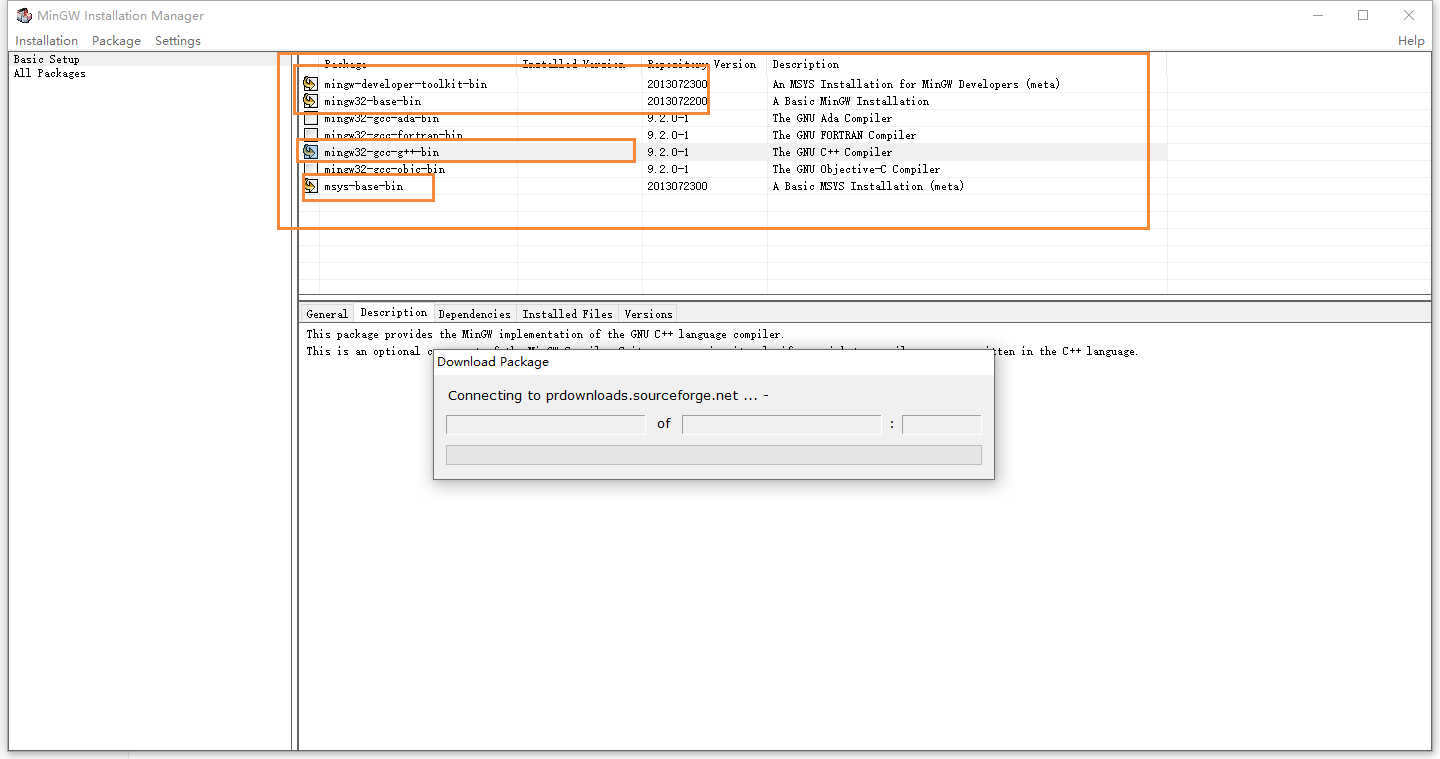 MinGW Installation Manager
Installation Package Settings Help
Basic Setup
All Packages
Package Installed Version Repository Version Description
mingw-developer-toolkit-bin 2013072300 An MSYS Installation for MinGW Developers (meta)
mingw32-base-bin 2013072200 A Basic MinGW Installation
mingw32-gcc-ada-bin 9.2.0-1 The GNU Ada Compiler
mingw32-gcc-fortran-bin 9.2.0-1 The GNU FORTRAN Compiler
mingw32-gcc-g++-bin 9.2.0-1 The GNU C++ Compiler
mingw32-gcc-objc-bin 9.2.0-1 The GNU Objective-C Compiler
msys-base-bin 2013072300 A Basic MSYS Installation (meta)
General Description Dependencies Installed Files Versions
This package provides the MinGW implementation of the GNU C++ language compiler.
This is an optional in the C++ language.
Download Package
Connecting to prdownloads.sourceforge.net ... -
of :